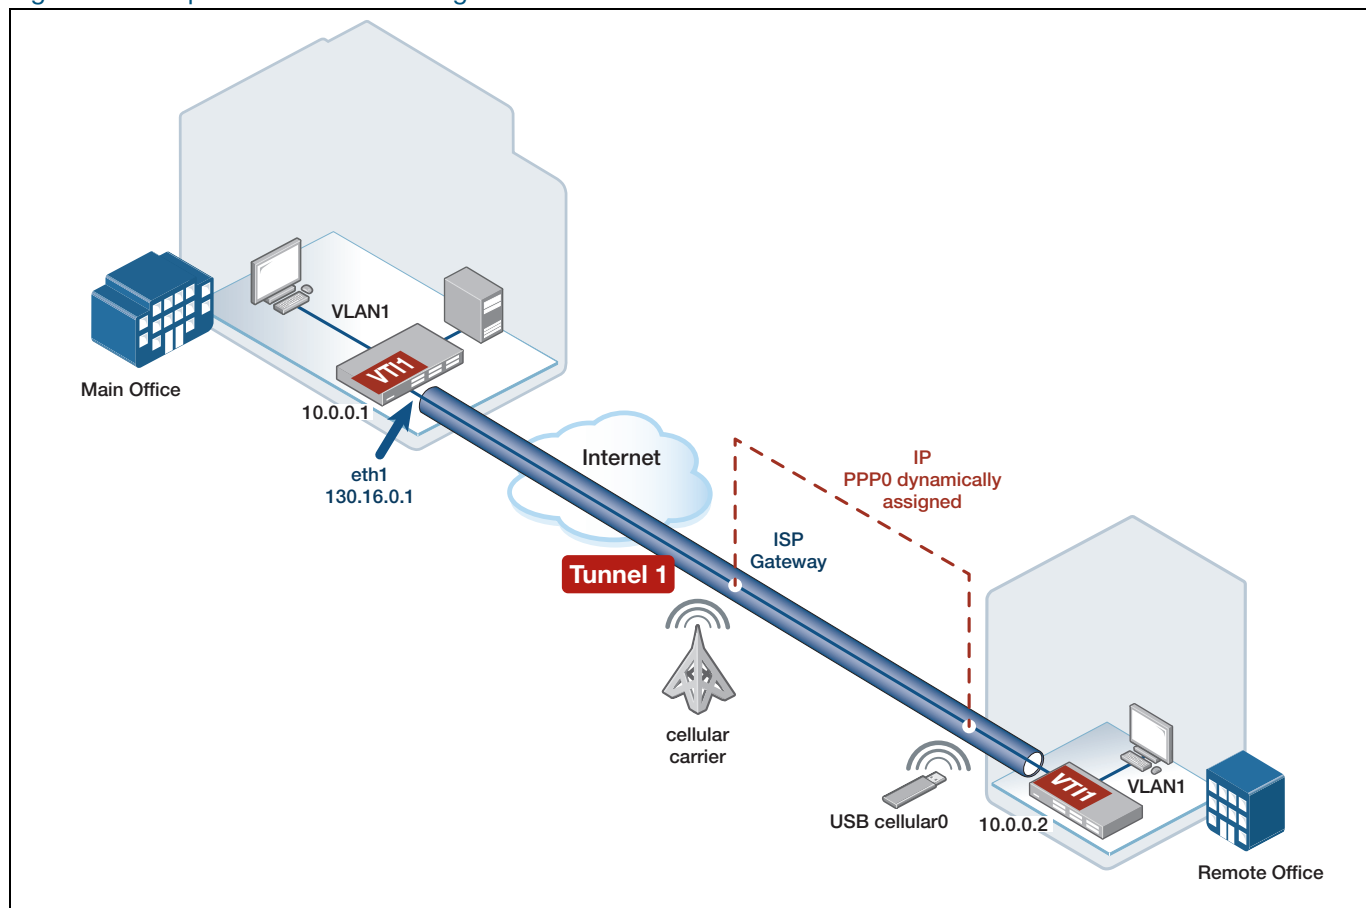 VLAN1
VTI1
Main Office
10.0.0.1
eth1
130.16.0.1
Internet
IP
PPP0 dynamically
assigned
ISP
Gateway
Tunnel 1
cellular
carrier
USB cellular0
VTI1
VLAN1
10.0.0.2
Remote Office